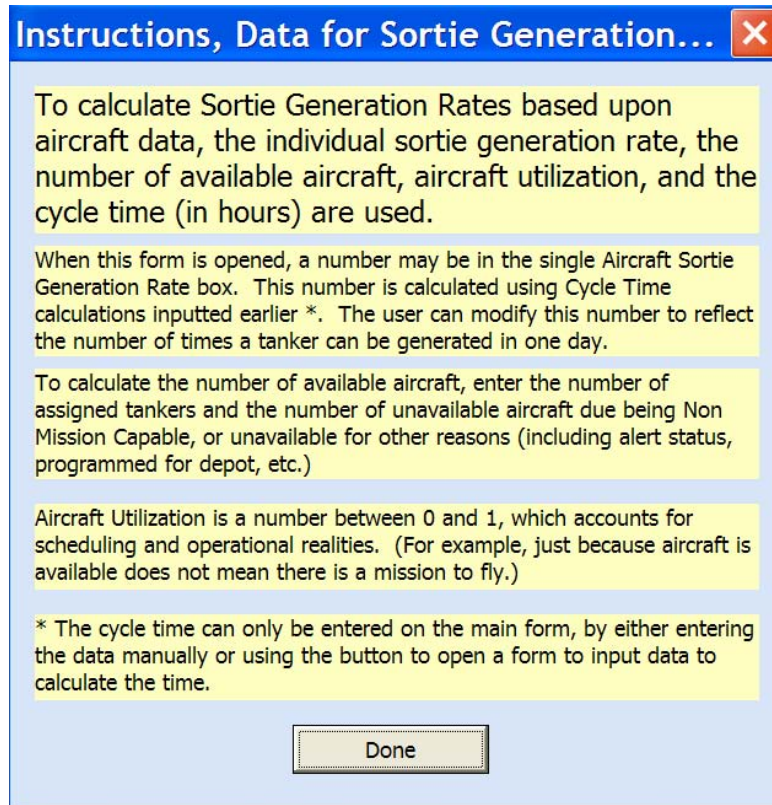 Instructions, Data for Sortie Generation...
To calculate Sortie Generation Rates based upon
aircraft data, the individual sortie generation rate, the
number of available aircraft, aircraft utilization, and the
cycle time (in hours) are used.
When this form is opened, a number may be in the single Aircraft Sortie
Generation Rate box.  This number is calculated using Cycle Time
calculations inputted earlier *.  The user can modify this number to reflect
the number of times a tanker can be generated in one day.
To calculate the number of available aircraft, enter the number of
assigned tankers and the number of unavailable aircraft due being Non
Mission Capable, or unavailable for other reasons (including alert status,
programmed for depot, etc.)
Aircraft Utilization is a number between 0 and 1, which accounts for
scheduling and operational realities.  (For example, just because aircraft is
available does not mean there is a mission to fly.)
* The cycle time can only be entered on the main form, by either entering
the data manually or using the button to open a form to input data to
calculate the time.
Done